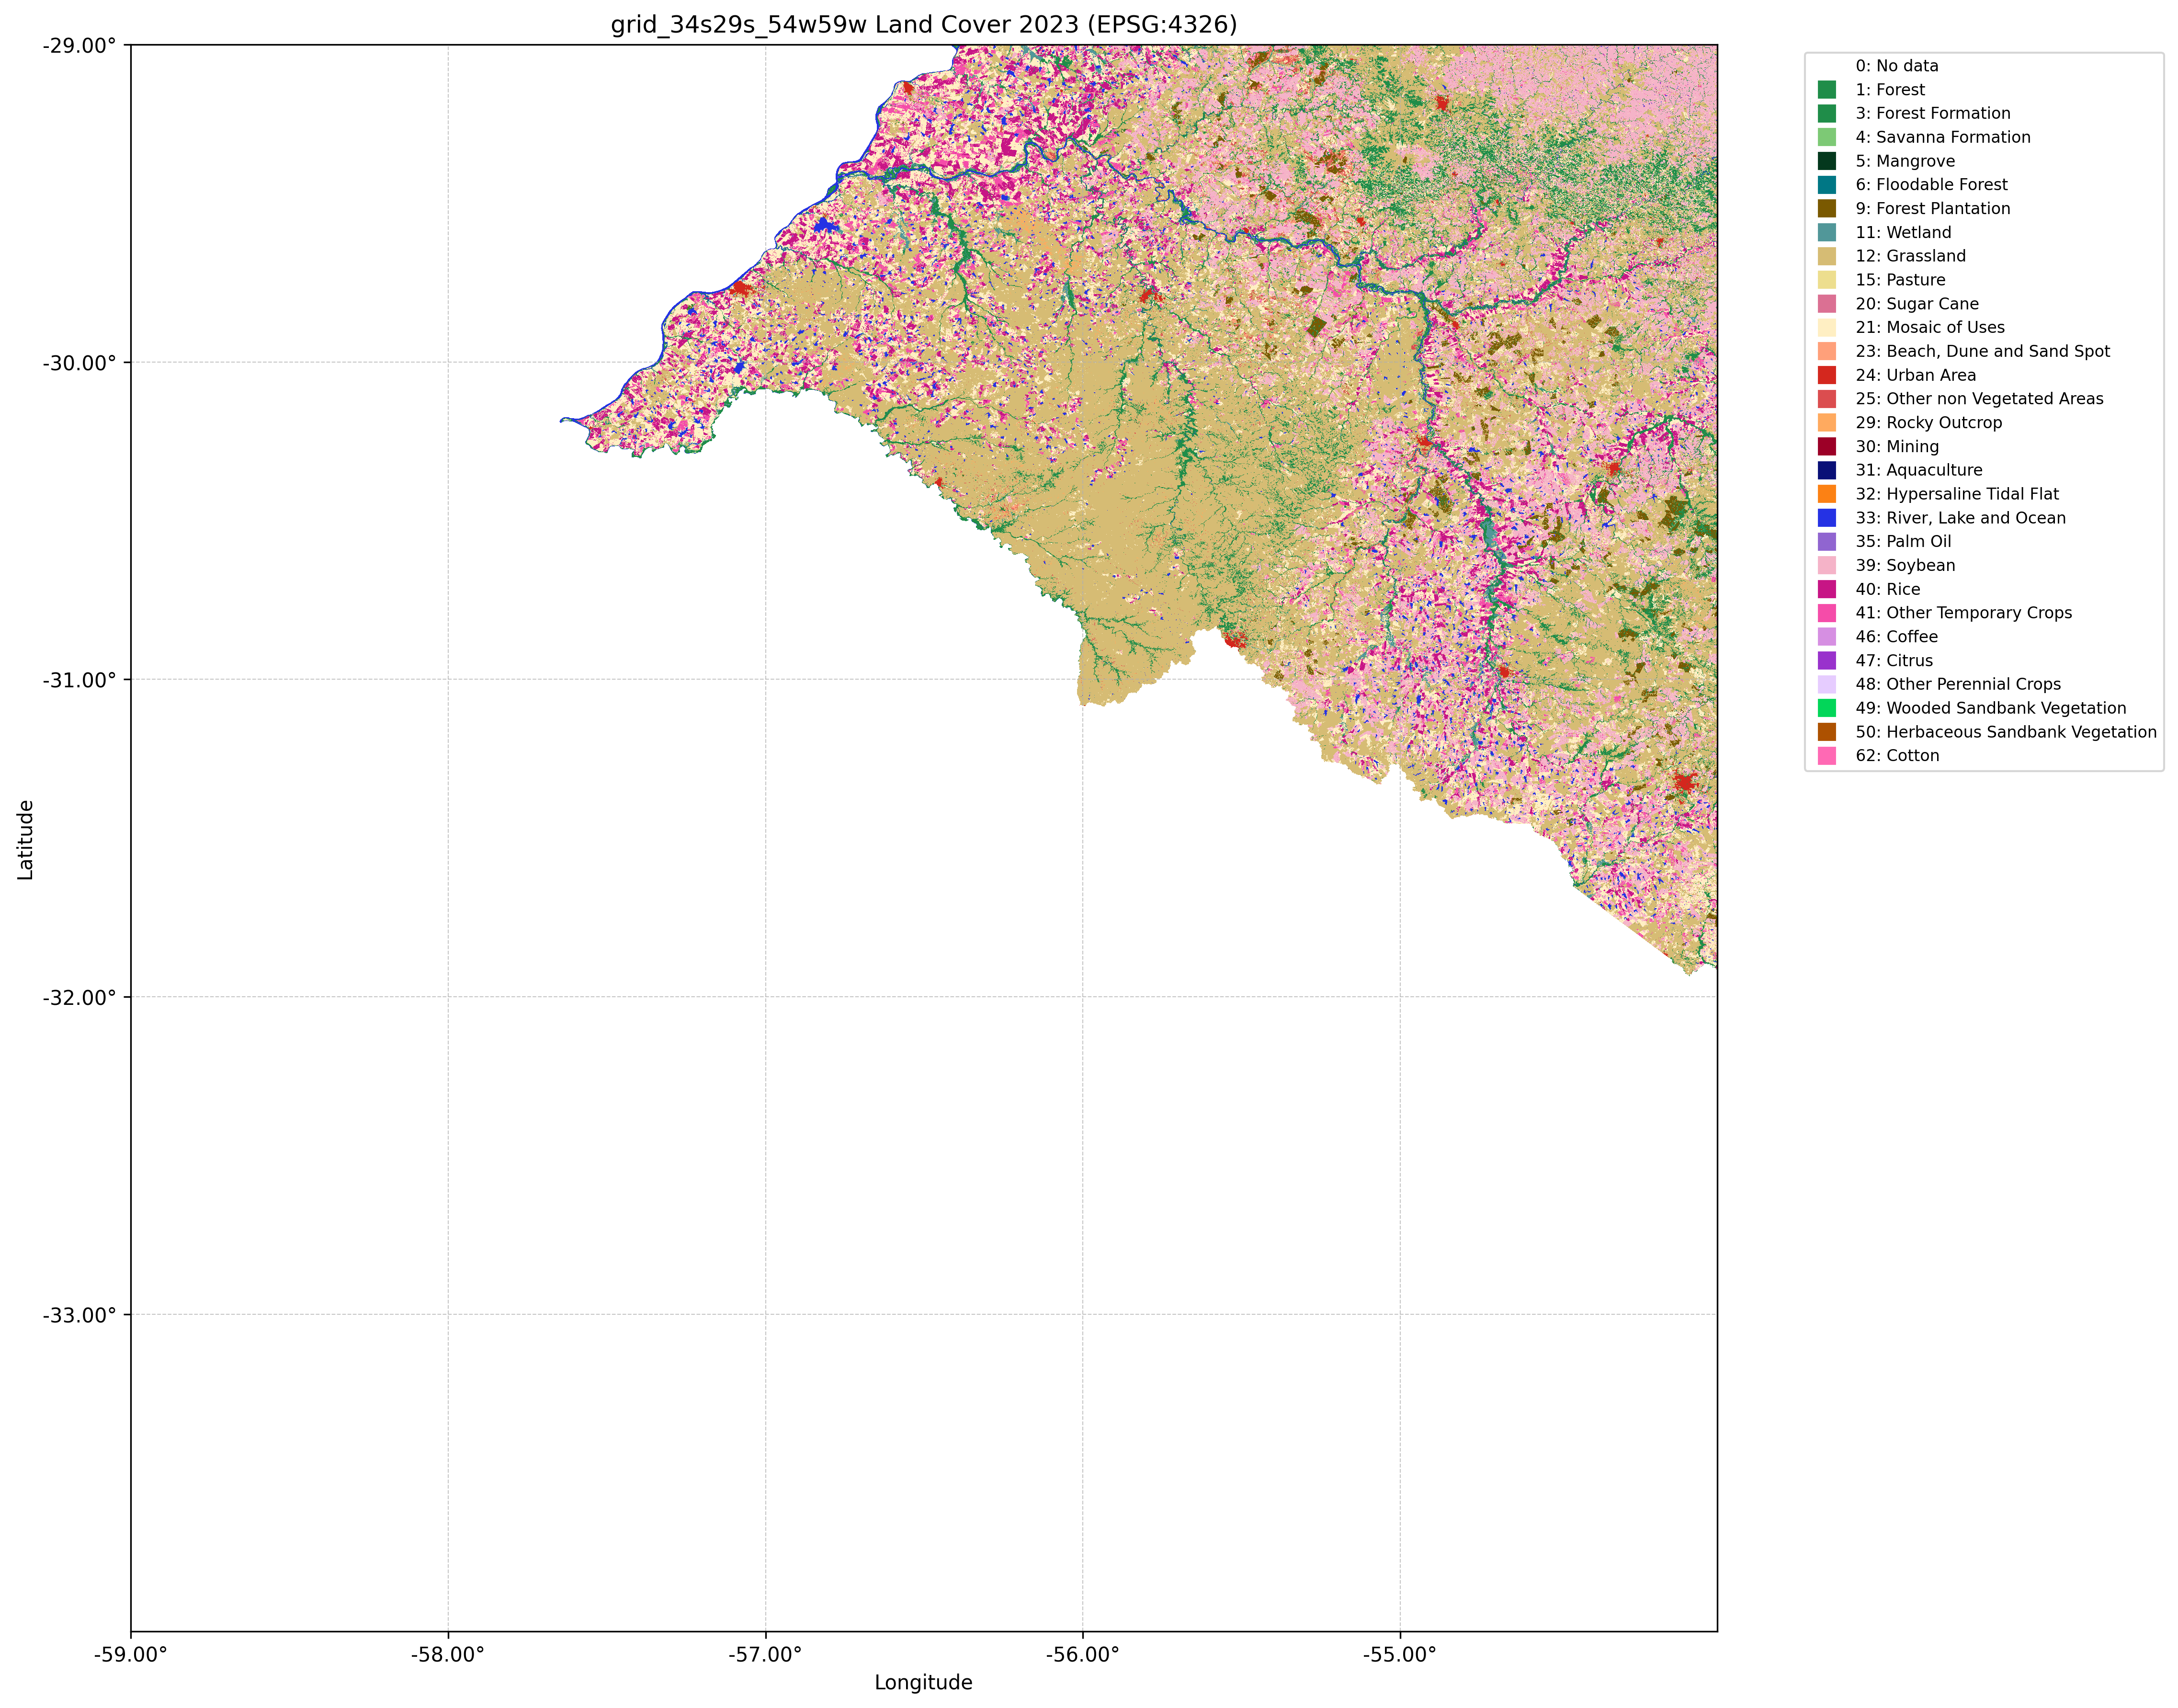 grid_34s29s_54w59w Land Cover 2023 (EPSG:4326)
-29.00°
-30.00°
-31.00°
-32.00°
-33.00°
Latitude
-59.00°
-58.00°
-57.00°
-56.00°
-55.00°
Longitude
0: No data
1: Forest
3: Forest Formation
4: Savanna Formation
5: Mangrove
6: Floodable Forest
9: Forest Plantation
11: Wetland
12: Grassland
15: Pasture
20: Sugar Cane
21: Mosaic of Uses
23: Beach, Dune and Sand Spot
24: Urban Area
25: Other non Vegetated Areas
29: Rocky Outcrop
30: Mining
31: Aquaculture
32: Hypersaline Tidal Flat
33: River, Lake and Ocean
35: Palm Oil
39: Soybean
40: Rice
41: Other Temporary Crops
46: Coffee
47: Citrus
48: Other Perennial Crops
49: Wooded Sandbank Vegetation
50: Herbaceous Sandbank Vegetation
62: Cotton